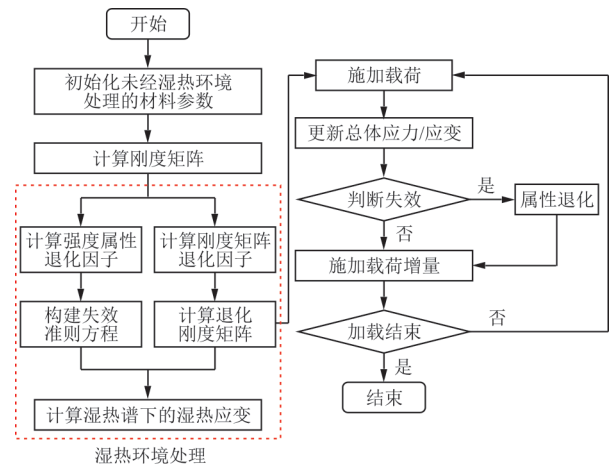 开始
初始化未经湿热环境
处理的材料参数
计算刚度矩阵
计算强度属性
退化因子
计算刚度矩阵
退化因子
构建失效
准则方程
计算退化
刚度矩阵
计算湿热谱下的湿热应变
湿热环境处理
施加载荷
更新总体应力/应变
判断失效
是
属性退化
否
施加载荷增量
加载结束
否
是
结束